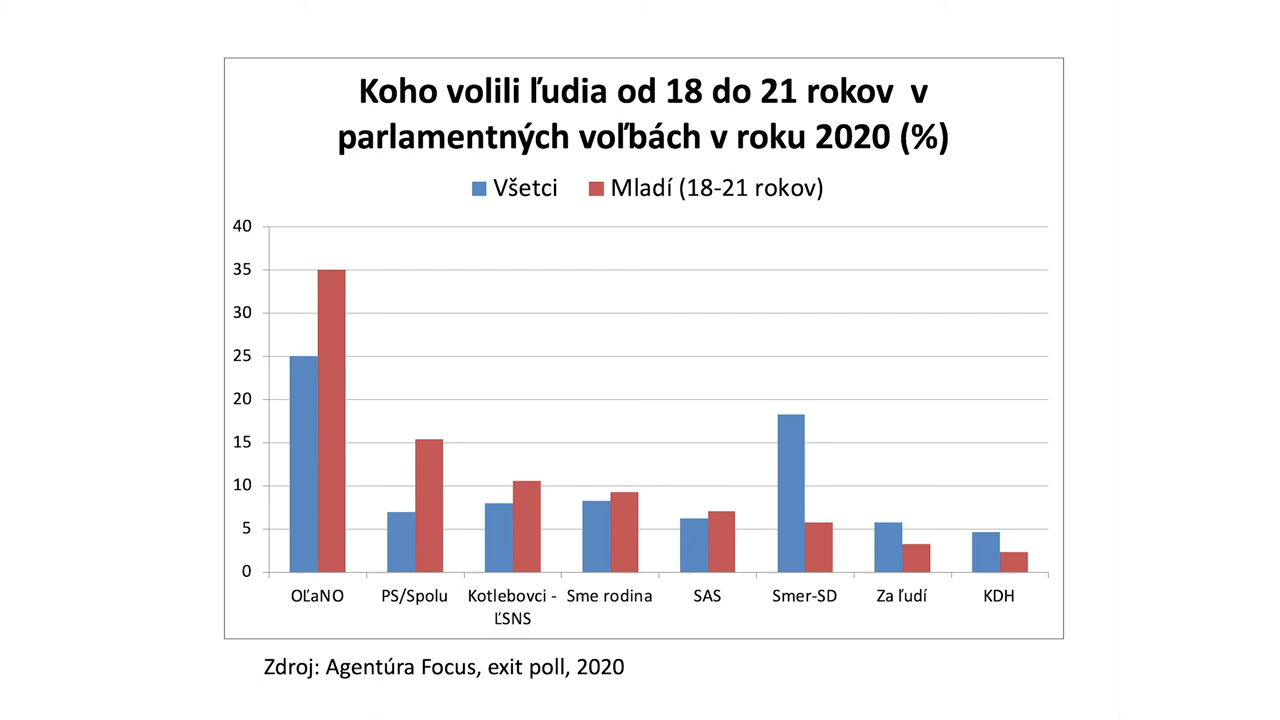 Koho volili ľudia od 18 do 21 rokov v
parlamentných voľbách v roku 2020 (%)
Všetci Mladí (18-21 rokov)
40
35
30
25
20
15
10
5
0
OĽaNO PS/Spolu Kotlebovci - Sme rodina SAS Smer-SD Za ľudí KDH
ĽSNS
Zdroj: Agentúra Focus, exit poll, 2020